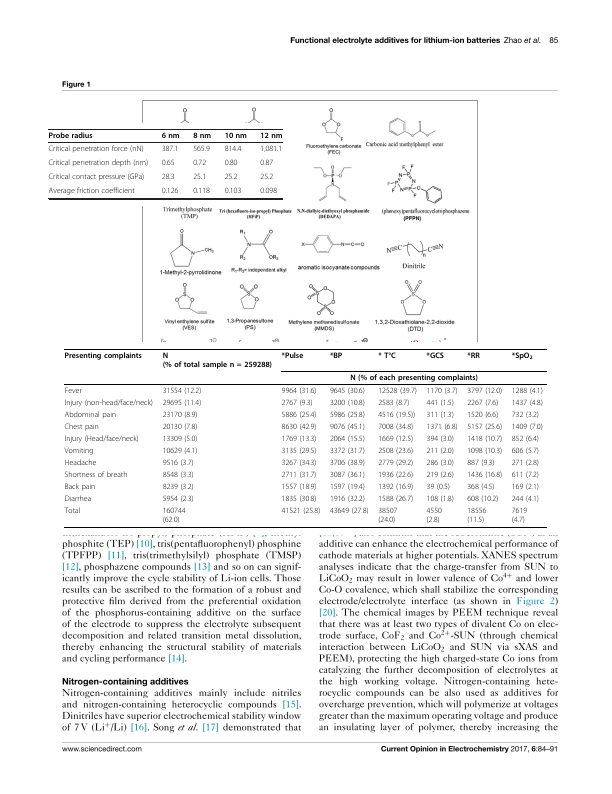 Functional electrolyte additives for lithium-ion batteries Zhao et al. 85
Figure 1
Probe radius 6 nm 8 nm 10 nm 12 nm
Critical penetration force (nN) 387.1 565.9 814.4 1,081.1
Critical penetration depth (nm) 0.65 0.72 0.80 0.87
Critical contact pressure (GPa) 28.3 25.1 25.2 25.2
Average friction coefficient 0.126 0.118 0.103 0.098
Fluoroethylene carbonate
(FEC)
Carbonic acid methylphenyl ester
Trimethylphosphate
(TMP)
Tri (hexafluoro-iso-propyl) Phosphate
(HFiP)
N,N-diallyic-diethyoxyl phosphamide
(DEDAPA)
(phenoxy)pentafluorocyclotriphosphazene
(PFPN)
1-Methyl-2-pyrrolidinone
R₁-R₃= independent alkyl
aromatic isocyanate compounds
Dinitrile
Vinyl enthylene sulfite
(VES)
1,3-Propanesultone
(PS)
Methylene methanedisulfonate
(MMDS)
1,3,2-Dioxathiolane-2,2-dioxide
(DTD)
Presenting complaints N *Pulse *BP * T°C *GCS *RR *SpO₂
(% of total sample n = 259288)
N (% of each presenting complaints)
Fever 31554 (12.2) 9964 (31.6) 9645 (30.6) 12528 (39.7) 1170 (3.7) 3797 (12.0) 1288 (4.1)
Injury (non-head/face/neck) 29695 (11.4) 2767 (9.3) 3200 (10.8) 2583 (8.7) 441 (1.5) 2267 (7.6) 1437 (4.8)
Abdominal pain 23170 (8.9) 5886 (25.4) 5986 (25.8) 4516 (19.5)) 311 (1.3) 1520 (6.6) 732 (3.2)
Chest pain 20130 (7.8) 8630 (42.9) 9076 (45.1) 7008 (34.8) 1371 (6.8) 5157 (25.6) 1409 (7.0)
Injury (Head/face/neck) 13309 (5.0) 1769 (13.3) 2064 (15.5) 1669 (12.5) 394 (3.0) 1418 (10.7) 852 (6.4)
Vomiting 10629 (4.1) 3135 (29.5) 3372 (31.7) 2508 (23.6) 211 (2.0) 1098 (10.3) 606 (5.7)
Headache 9516 (3.7) 3267 (34.3) 3706 (38.9) 2779 (29.2) 286 (3.0) 887 (9.3) 271 (2.8)
Shortness of breath 8548 (3.3) 2711 (31.7) 3087 (36.1) 1936 (22.6) 219 (2.6) 1436 (16.8) 611 (7.2)
Back pain 8239 (3.2) 1557 (18.9) 1597 (19.4) 1392 (16.9) 39 (0.5) 368 (4.5) 169 (2.1)
Diarrhea 5954 (2.3) 1835 (30.8) 1916 (32.2) 1588 (26.7) 108 (1.8) 608 (10.2) 244 (4.1)
Total 160744 41521 (25.8) 43649 (27.8) 38507 4550 18556 7619
(62.0) (24.0) (2.8) (11.5) (4.7)
phosphite (TEP) [10], tris(pentafluorophenyl) phosphine
(TPFPP) [11], tris(trimethylsilyl) phosphate (TMSP)
[12], phosphazene compounds [13] and so on can signif-
icantly improve the cycle stability of Li-ion cells. Those
results can be ascribed to the formation of a robust and
protective film derived from the preferential oxidation
of the phosphorus-containing additive on the surface
of the electrode to suppress the electrolyte subsequent
decomposition and related transition metal dissolution,
thereby enhancing the structural stability of materials
and cycling performance [14].
Nitrogen-containing additives
Nitrogen-containing additives mainly include nitriles
and nitrogen-containing heterocyclic compounds [15].
Dinitriles have superior electrochemical stability window
of 7 V (Li⁺/Li) [16]. Song et al. [17] demonstrated that
additive can enhance the electrochemical performance of
cathode materials at higher potentials. XANES spectrum
analyses indicate that the charge-transfer from SUN to
LiCoO₂ may result in lower valence of Co⁴⁺ and lower
Co-O covalence, which shall stabilize the corresponding
electrode/electrolyte interface (as shown in Figure 2)
[20]. The chemical images by PEEM technique reveal
that there was at least two types of divalent Co on elec-
trode surface, CoF₂ and Co²⁺-SUN (through chemical
interaction between LiCoO₂ and SUN via sXAS and
PEEM), protecting the high charged-state Co ions from
catalyzing the further decomposition of electrolytes at
the high working voltage. Nitrogen-containing hete-
rocyclic compounds can be also used as additives for
overcharge prevention, which will polymerize at voltages
greater than the maximum operating voltage and produce
an insulating layer of polymer, thereby increasing the
www.sciencedirect.com
Current Opinion in Electrochemistry 2017, 6:84–91